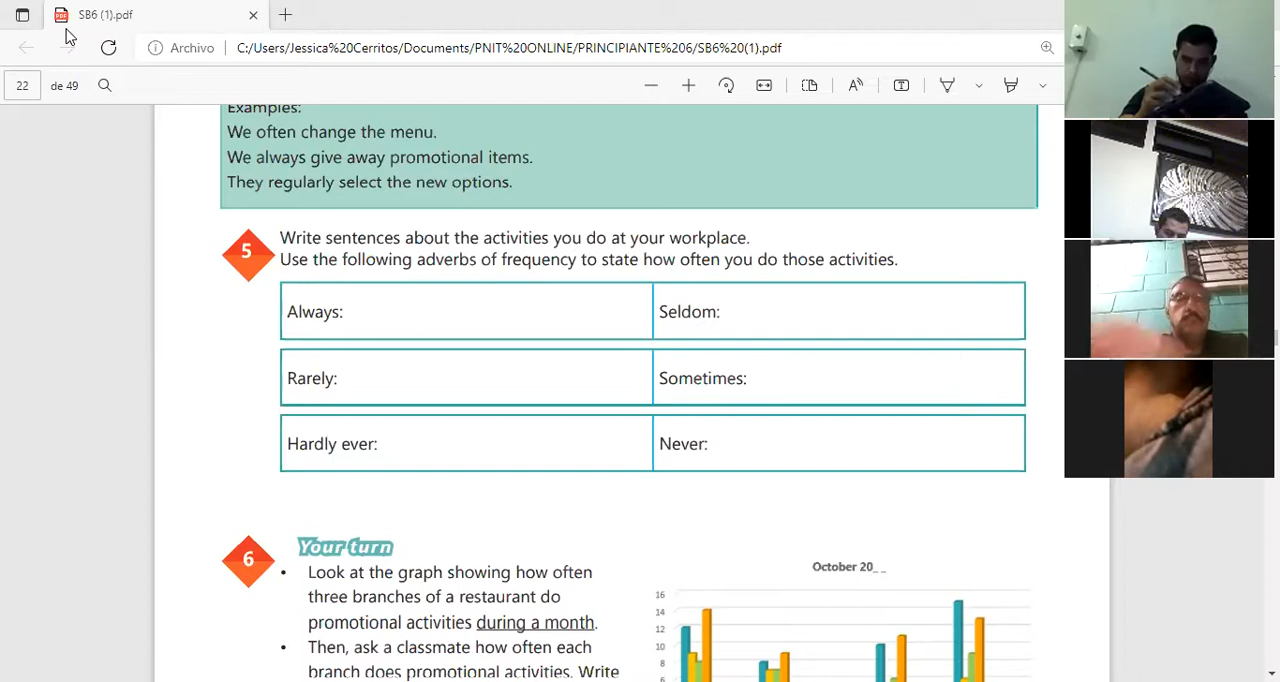 SB6 (1).pdf
Archivo C:/Users/Jessica%20Cerritos/Documents/PNIT%20ONLINE/PRINCIPIANTE%206/SB6%20(1).pdf
22 de 49
Examples:
We often change the menu.
We always give away promotional items.
They regularly select the new options.
5
Write sentences about the activities you do at your workplace.
Use the following adverbs of frequency to state how often you do those activities.
Always: Seldom:
Rarely: Sometimes:
Hardly ever: Never:
6
Your turn
• Look at the graph showing how often
three branches of a restaurant do
promotional activities during a month.
• Then, ask a classmate how often each
branch does promotional activities. Write
October 20_ _
16
14
12
10
8
6